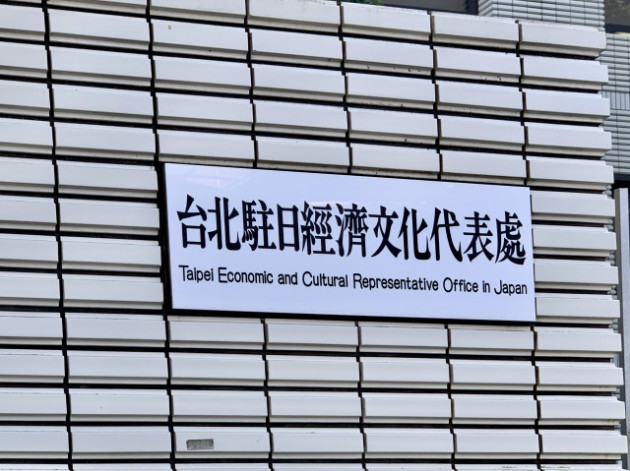 台北駐日經濟文化代表處
Taipei Economic and Cultural Representative Office in Japan